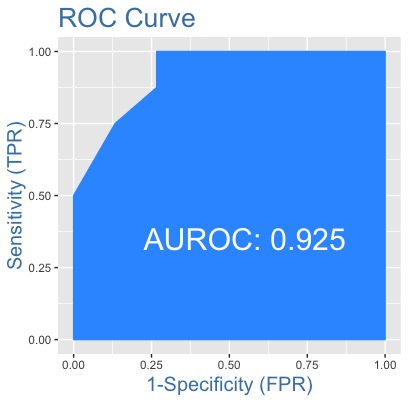 ROC Curve
Sensitivity (TPR)
1.00
0.75
0.50
0.25
0.00
AUROC: 0.925
0.00 0.25 0.50 0.75 1.00
1-Specificity (FPR)